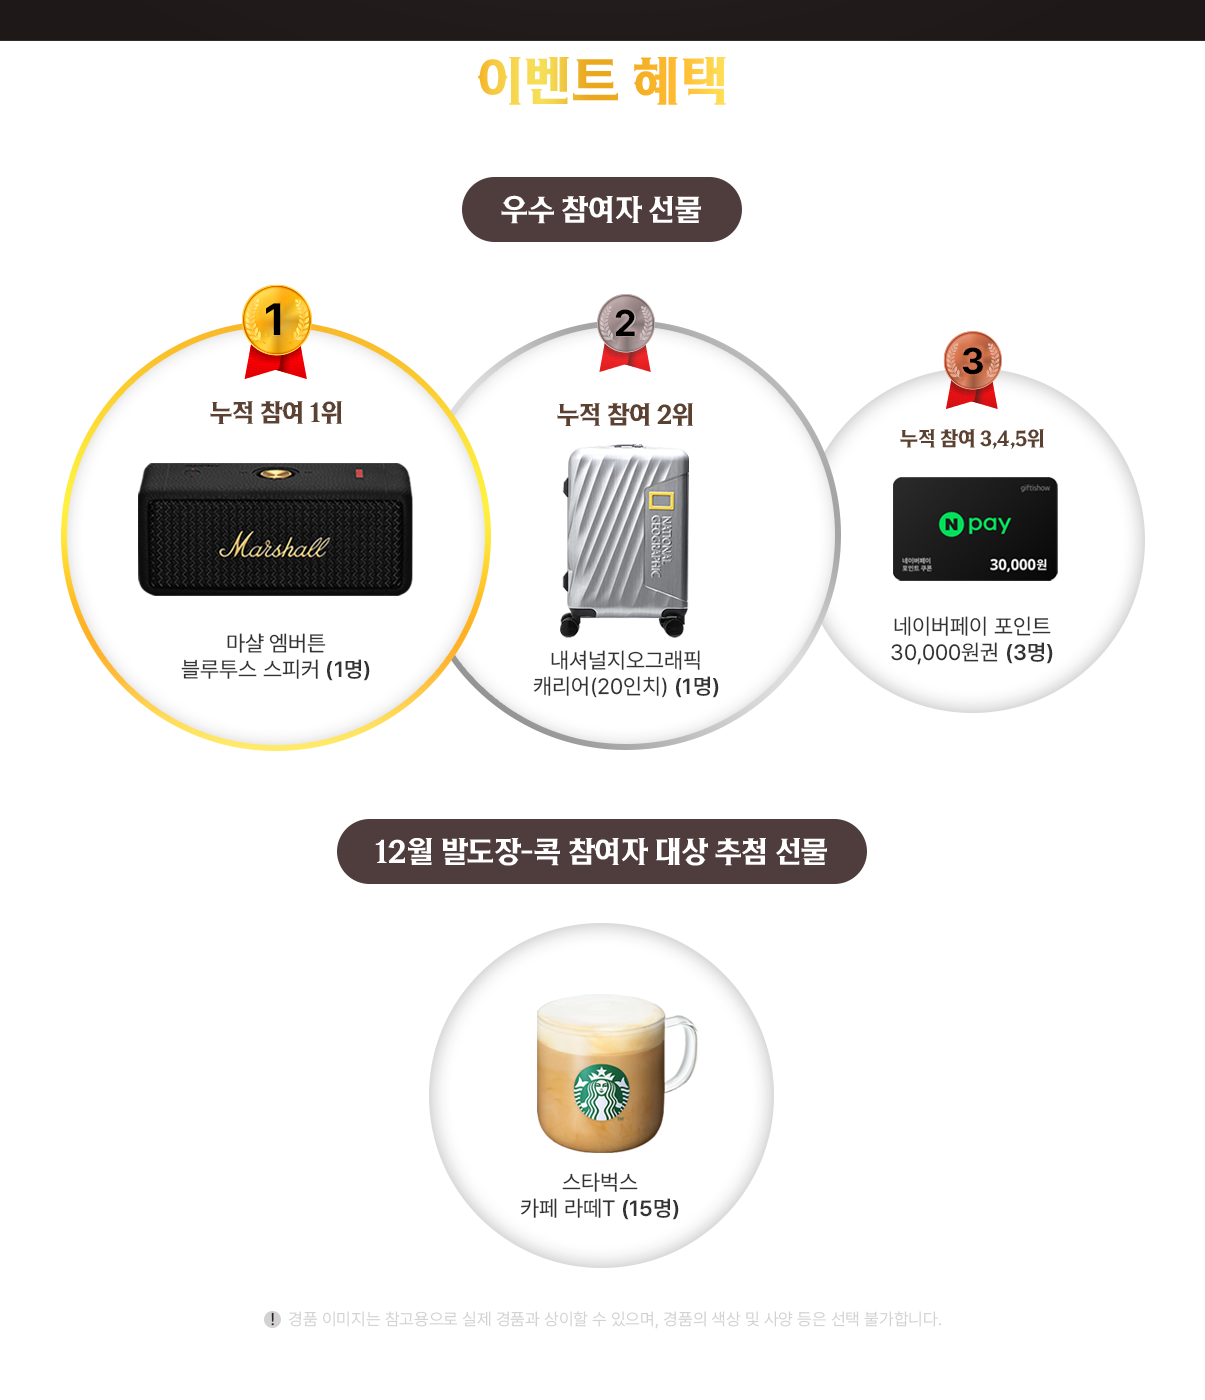 이벤트 혜택
우수 참여자 선물
1
누적 참여 1위
Marshall
마샬 엠버튼
블루투스 스피커 (1명)
2
누적 참여 2위
NATIONAL
GEOGRAPHIC
내셔널지오그래픽
캐리어(20인치) (1명)
3
누적 참여 3,4,5위
giftishow
N pay
네이버페이
포인트 쿠폰
30,000원
네이버페이 포인트
30,000원권 (3명)
12월 발도장-콕 참여자 대상 추첨 선물
스타벅스
카페 라떼T (15명)
! 경품 이미지는 참고용으로 실제 경품과 상이할 수 있으며, 경품의 색상 및 사양 등은 선택 불가합니다.